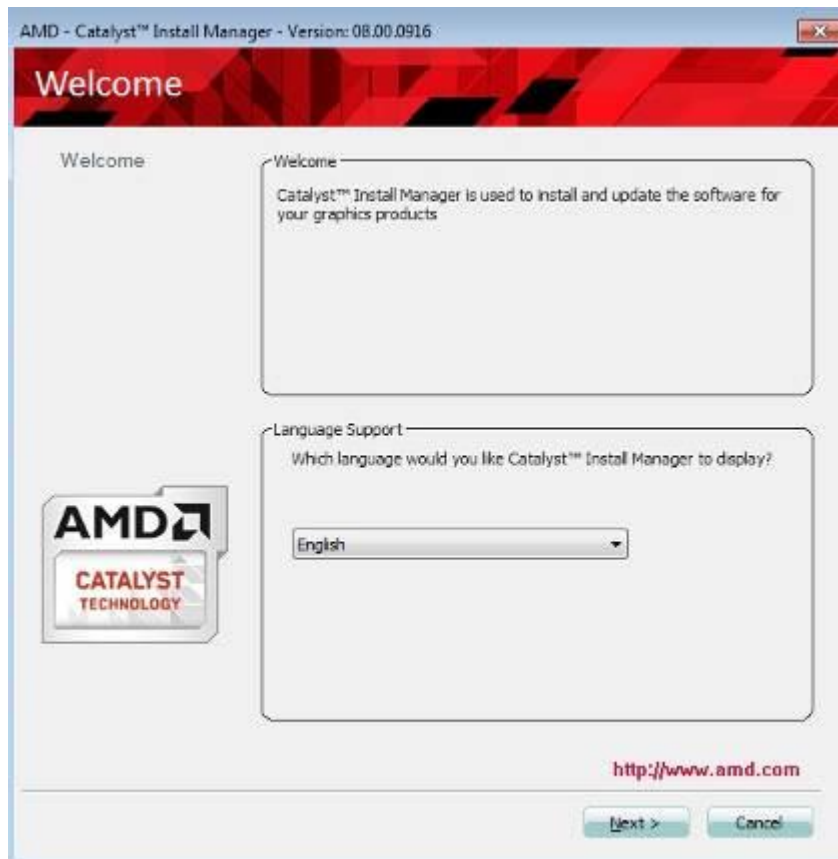 AMD - Catalyst™ Install Manager - Version: 08.00.0916
Welcome
Welcome
Welcome
Catalyst™ Install Manager is used to install and update the software for
your graphics products
Language Support
Which language would you like Catalyst™ Install Manager to display?
English
AMD
CATALYST
TECHNOLOGY
http://www.amd.com
Next >
Cancel